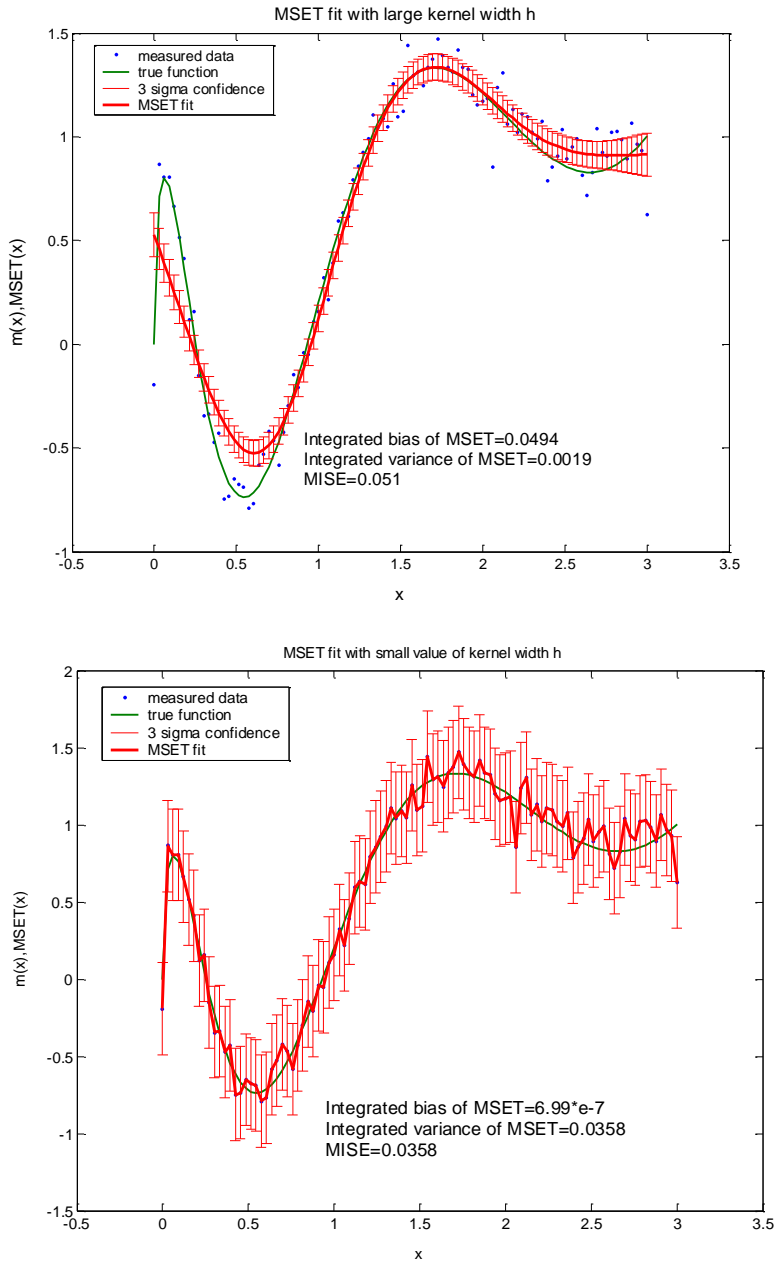 MSET fit with large kernel width h
1.5
measured data
true function
3 sigma confidence
MSET fit
1
0.5
0
-0.5
-1
m(x),MSET(x)
Integrated bias of MSET=0.0494
Integrated variance of MSET=0.0019
MISE=0.051
-0.5 0 0.5 1 1.5 2 2.5 3 3.5
x
MSET fit with small value of kernel width h
2
measured data
true function
3 sigma confidence
MSET fit
1.5
1
0.5
0
-0.5
-1
-1.5
m(x),MSET(x)
Integrated bias of MSET=6.99*e-7
Integrated variance of MSET=0.0358
MISE=0.0358
-0.5 0 0.5 1 1.5 2 2.5 3 3.5
x